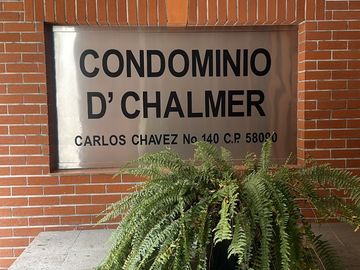 CONDOMINIO
D' CHALMER
CARLOS CHAVEZ No 140 C.P. 58090